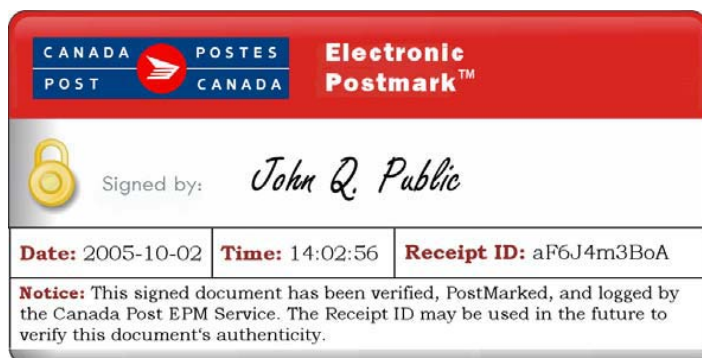 CANADA POSTES
POST CANADA
Electronic
Postmark™
Signed by: John Q. Public
Date: 2005-10-02 Time: 14:02:56 Receipt ID: aF6J4m3BoA
Notice: This signed document has been verified, PostMarked, and logged by
the Canada Post EPM Service. The Receipt ID may be used in the future to
verify this document's authenticity.